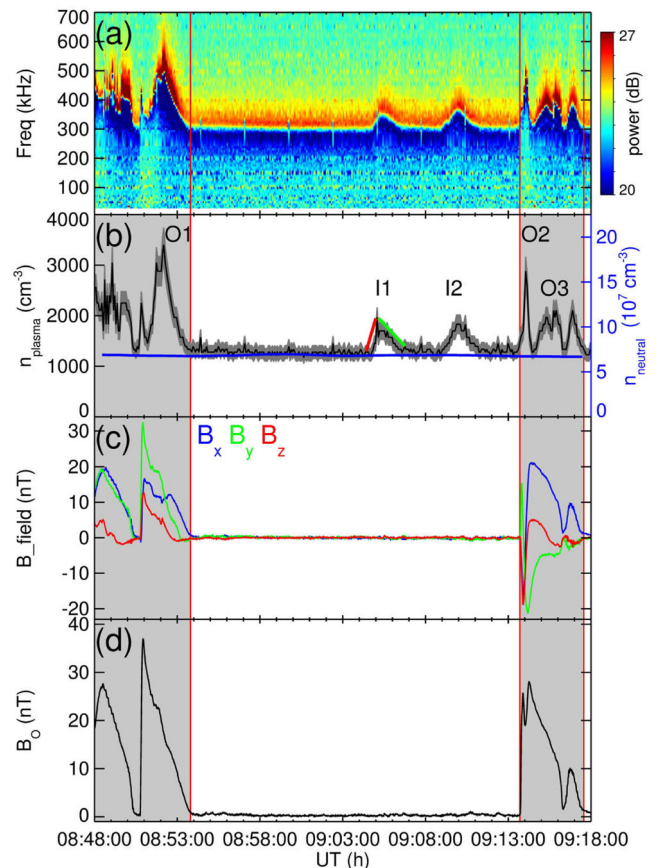 (a)
700
600
500
400
300
200
100
Freq (kHz)
27
20
power (dB)
(b)
O1
O2
O3
I1
I2
4000
3000
2000
1000
0
n_plasma (cm⁻³)
20
15
10
5
0
n_neutral (10⁷ cm⁻³)
(c)
B_x B_y B_z
30
20
10
0
-10
-20
B_field (nT)
(d)
40
30
20
10
0
B_O (nT)
08:48:00 08:53:00 08:58:00 09:03:00 09:08:00 09:13:00 09:18:00
UT (h)